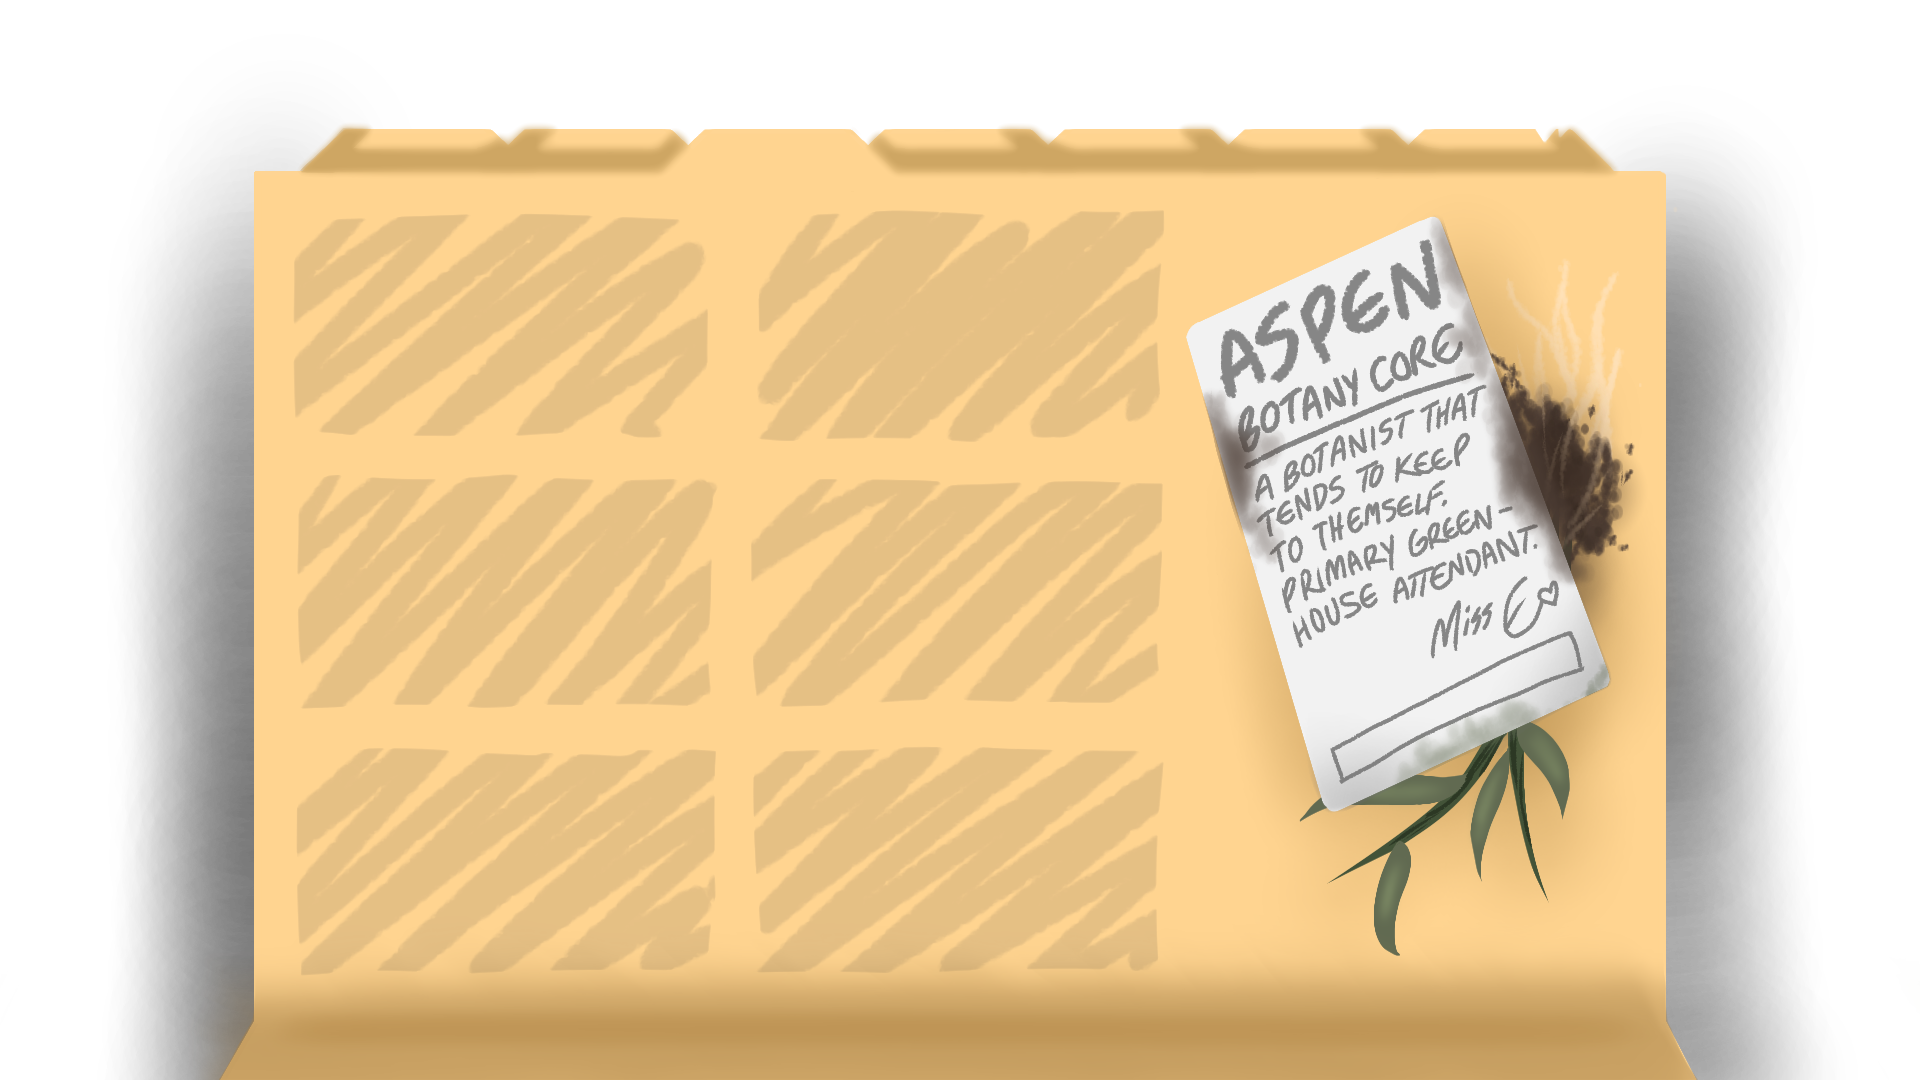 ASPEN
BOTANY CORE
A BOTANIST THAT
TENDS TO KEEP
TO THEMSELF.
PRIMARY GREEN-
HOUSE ATTENDANT.
Miss E♡